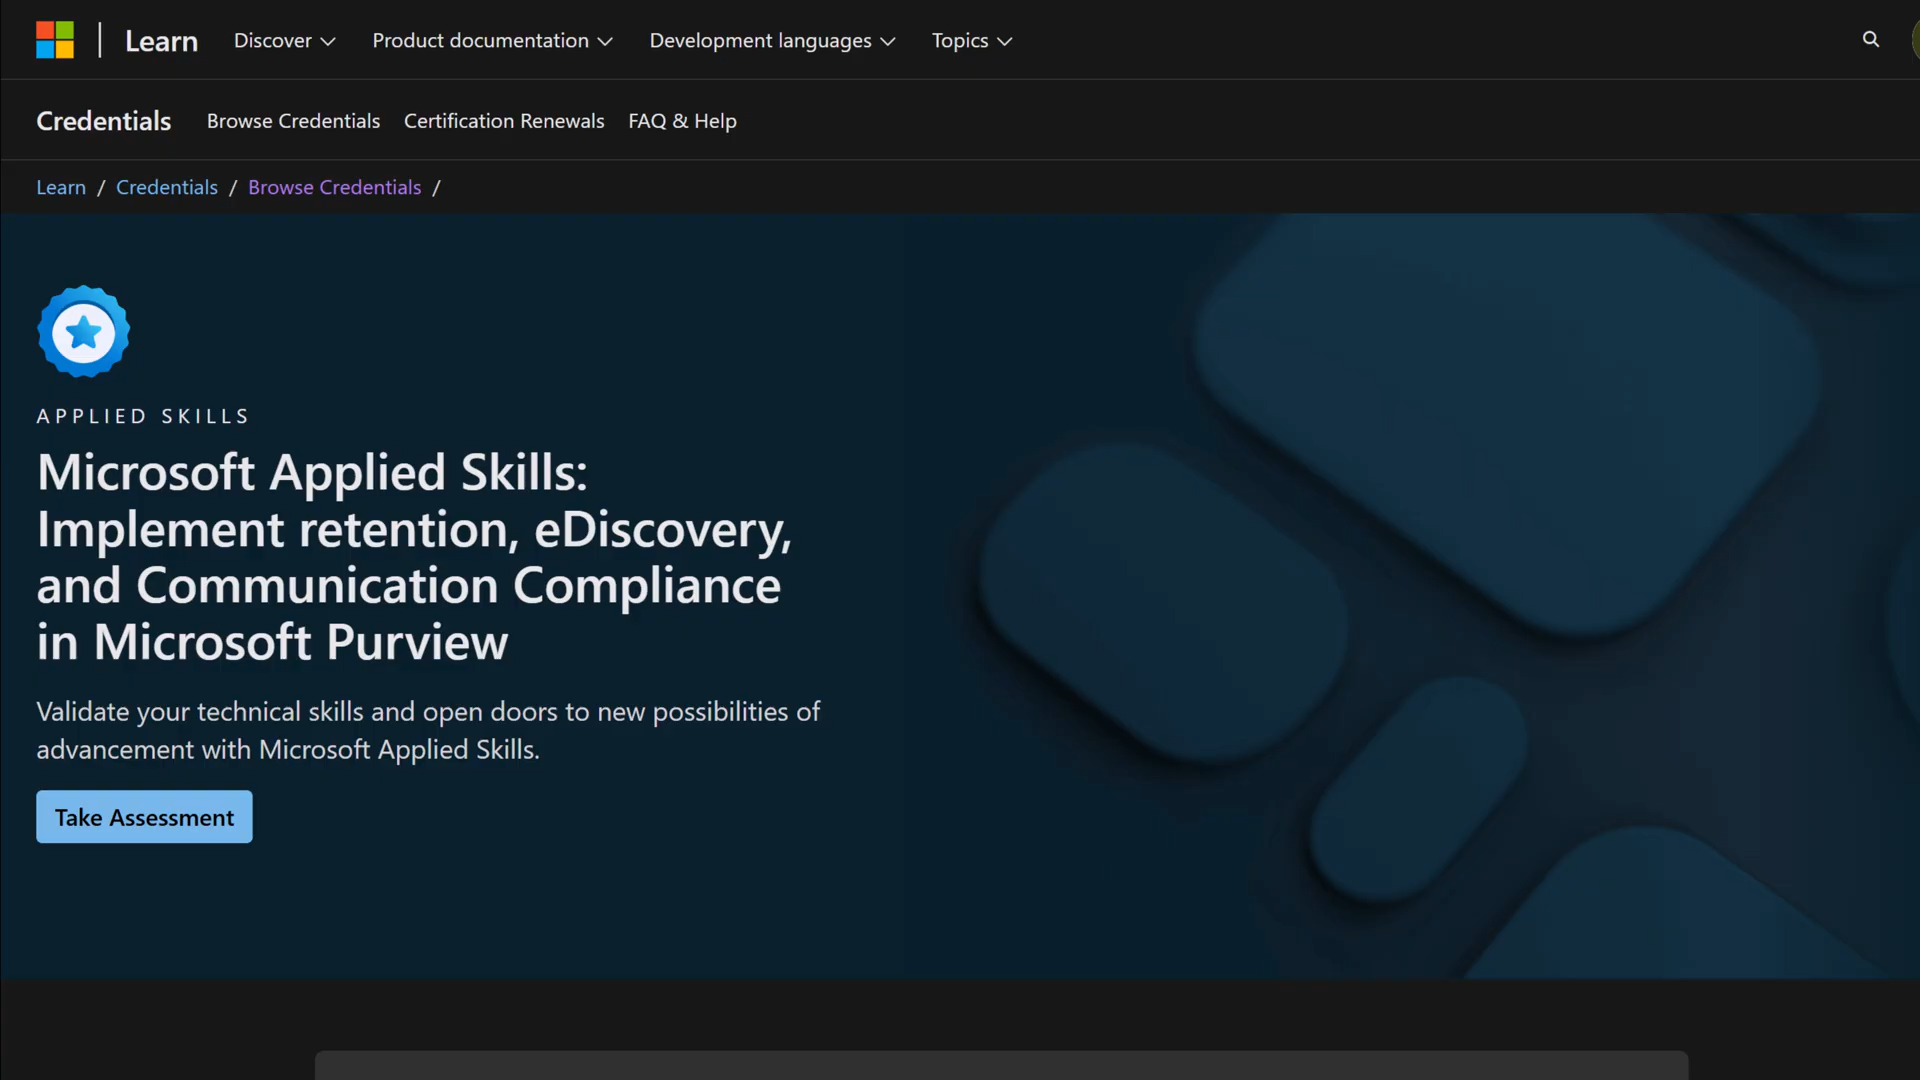 Learn Discover Product documentation Development languages Topics
Credentials Browse Credentials Certification Renewals FAQ & Help
Learn / Credentials / Browse Credentials /
APPLIED SKILLS
Microsoft Applied Skills:
Implement retention, eDiscovery,
and Communication Compliance
in Microsoft Purview
Validate your technical skills and open doors to new possibilities of
advancement with Microsoft Applied Skills.
Take Assessment